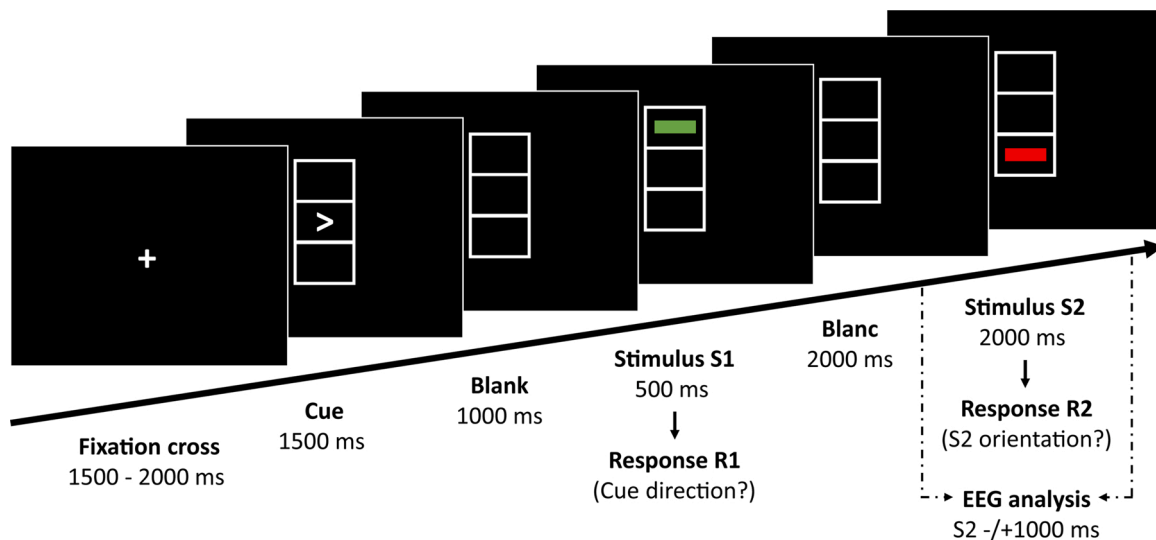 +
>
Fixation cross
1500 - 2000 ms
Cue
1500 ms
Blank
1000 ms
Stimulus S1
500 ms
Response R1
(Cue direction?)
Blanc
2000 ms
Stimulus S2
2000 ms
Response R2
(S2 orientation?)
EEG analysis
S2 -/+1000 ms